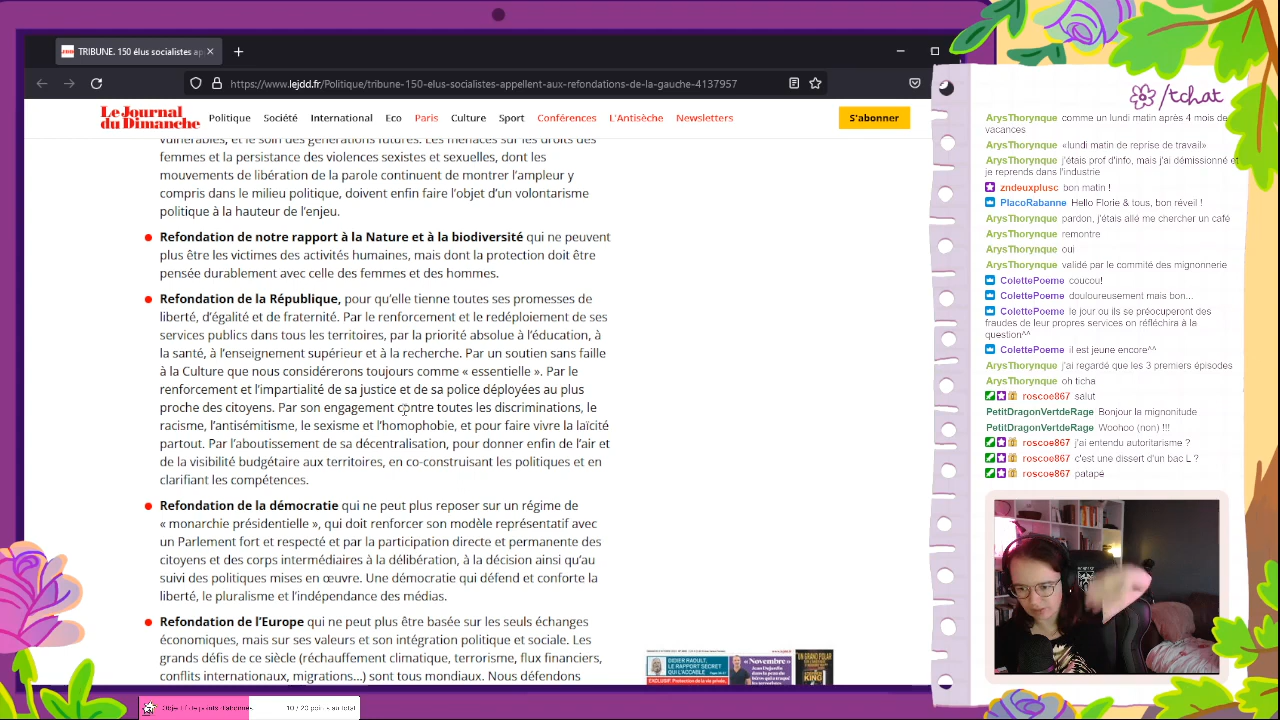 TRIBUNE. 150 élus socialistes ap
https://www.lejdd.fr/Politique/tribune-150-elus-socialistes-appellent-aux-refondations-de-la-gauche-4137957
Le Journal
du Dimanche
Politique Société International Eco Paris Culture Sport Conférences L'Antisèche Newsletters
S'abonner
vulnérables, et ce
femmes et la persistance des violences sexistes et sexuelles, dont les
mouvements de libération de la parole continuent de montrer l'ampleur y
compris dans le milieu politique, doivent enfin faire l'objet d'un volontarisme
politique à la hauteur de l'enjeu.
Refondation de notre rapport à la Nature et à la biodiversité qui ne peuvent
plus être les victimes des activités humaines, mais dont la protection doit être
pensée durablement avec celle des femmes et des hommes.
Refondation de la République, pour qu'elle tienne toutes ses promesses de
liberté, d'égalité et de fraternité. Par le renforcement et le redéploiement de ses
services publics dans tous les territoires, par la priorité absolue à l'éducation, à
la santé, à l'enseignement supérieur et à la recherche. Par un soutien sans faille
à la Culture que nous considérerons toujours comme « essentielle ». Par le
renforcement et l'impartialité de sa justice et de sa police déployées au plus
proche des citoyens. Par son engagement contre toutes les discriminations, le
racisme, l'antisémitisme, le sexisme, l'homophobie, et pour faire vivre la laïcité
partout. Par l'aboutissement de sa décentralisation, pour donner enfin de l'air et
de la visibilité budgétaire aux territoires, en co-construisant les politiques et en
clarifiant les compétences.
Refondation de la démocratie qui ne peut plus reposer sur un régime de
« monarchie présidentielle », qui doit renforcer son modèle représentatif avec
un Parlement fort et respecté, par la participation directe et permanente des
citoyens et des corps intermédiaires à la délibération, à la décision ainsi qu'au
suivi des politiques mises en œuvre. Une démocratie qui défend et conforte la
liberté, le pluralisme et l'indépendance des médias.
Refondation de l'Europe qui ne peut plus être basée sur les seuls échanges
économiques, mais sur ses valeurs et son intégration politique et sociale. Les
grands défis de ce siècle (réchauffement climatique, terrorisme, flux financiers,
Nous défendons
DIDIER RAOULT,
LE RAPPORT SECRET
QUI L'ACCABLE
« Novembre »
UN GRAND POLAR
KING
/tchat
ArysThorynque comme un lundi matin après 4 mois de
vacances
ArysThorynque «lundi matin de reprise de travail»
ArysThorynque j'étais prof d'info, mais j'ai démissionné et
je reprends dans l'industrie
zndeuxplusc bon matin !
PlacoRabanne Hello Florie & tous, bon réveil !
ArysThorynque pardon, j'étais allé me chercher un café
ArysThorynque remontre
ArysThorynque oui
ArysThorynque validé par le commité des mignonnerie
ColettePoeme coucou!
ColettePoeme douloureusement mais bon...
ColettePoeme le jour ou ils se préocuperont des
fraudes de leur propres services on réfléchira à la
question^^
ColettePoeme il est jeune encore^^
ArysThorynque j'ai regardé que les 3 premiers épisodes
ArysThorynque oh ticha
roscoe867 salut
PetitDragonVertdeRage Bonjour la mignonitude
PetitDragonVertdeRage Woohoo (non) !!!
roscoe867 j'ai entendu autoritarisme ?
roscoe867 c'est une dissert d'un bac L ?
roscoe867 patapé